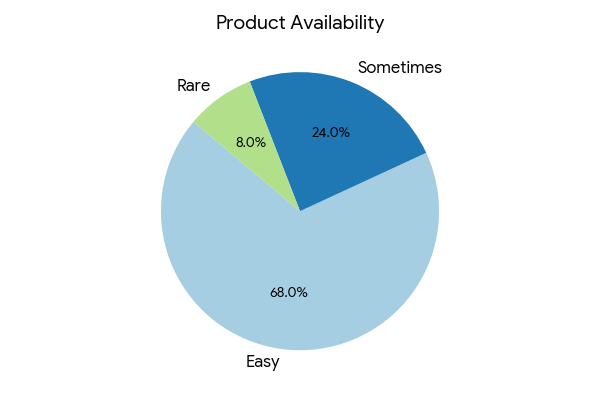 Product Availability
Sometimes
Rare
24.0%
8.0%
68.0%
Easy